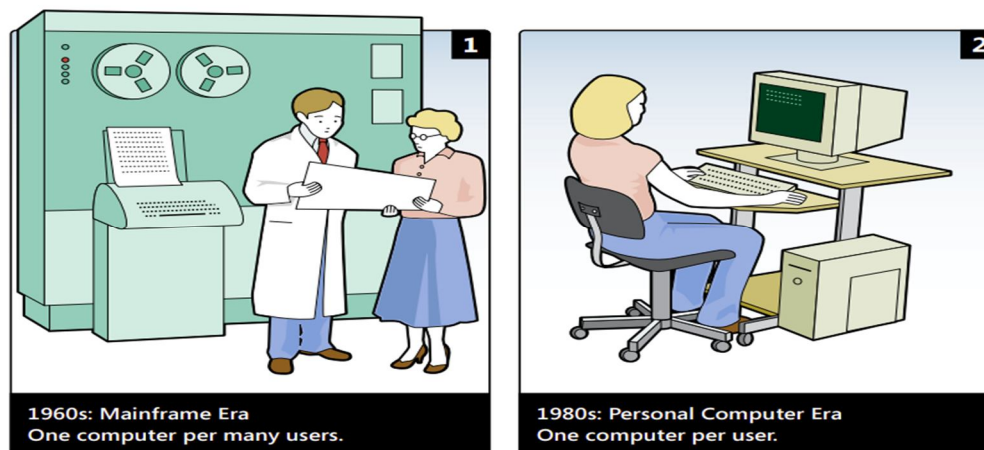 1
1960s: Mainframe Era
One computer per many users.
2
1980s: Personal Computer Era
One computer per user.